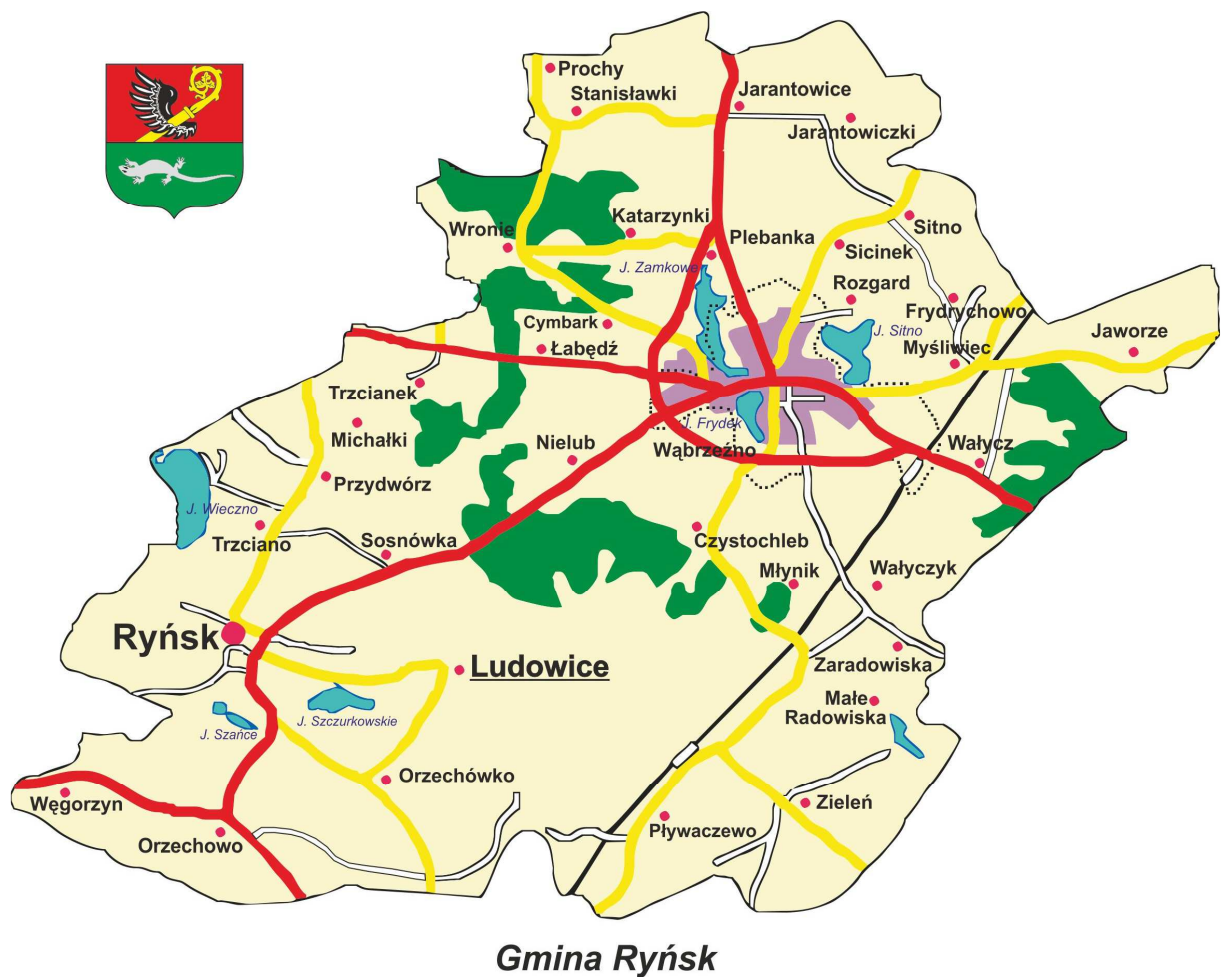 Prochy
Stanisławki
Jarantowice
Jarantowiczki
Katarzynki
Sitno
Wronie
Plebanka
Sicinek
J. Zamkowe
Rozgard
Frydrychowo
Cymbark
J. Sitno
Jaworze
Łabędź
Myśliwiec
Trzcianek
Michałki
J. Frydek
Nielub
Wąbrzeźno
Wałycz
Przydwórz
J. Wieczno
Trzciano
Sosnówka
Czystochleb
Młynik
Wałyczyk
Ryńsk
Ludowice
Zaradowiska
Małe
Radowiska
J. Szczurkowskie
J. Szańce
Orzechówko
Węgorzyn
Zieleń
Pływaczewo
Orzechowo
Gmina Ryńsk